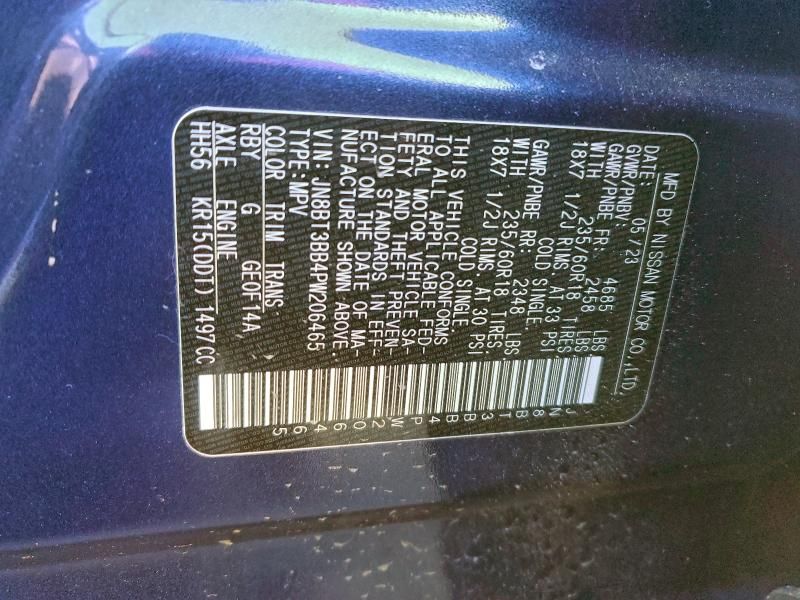 MFD BY NISSAN MOTOR CO.,LTD.
DATE: 05/23
GVWR/PNBV: 4685 LBS
GAWR/PNBE FR: 2458 LBS
WITH 235/60R18 TIRES
18X7 1/2J RIMS AT 33 PSI
COLD SINGLE.
GAWR/PNBE RR: 2348 LBS
WITH 235/60R18 TIRES
18X7 1/2J RIMS AT 30 PSI
COLD SINGLE.
THIS VEHICLE CONFORMS
TO ALL APPLICABLE FED-
ERAL MOTOR VEHICLE SA-
FETY AND THEFT PREVEN-
TION STANDARDS IN EFF-
ECT ON THE DATE OF MA-
NUFACTURE SHOWN ABOVE.
VIN: JN8BT3BB4PW206465
TYPE: MPV
COLOR TRIM TRANS.
RBY G GE0F14A,
AXLE ENGINE
HH56 KR15(DDT) 1497CC
JN8BT3BB4PW206465